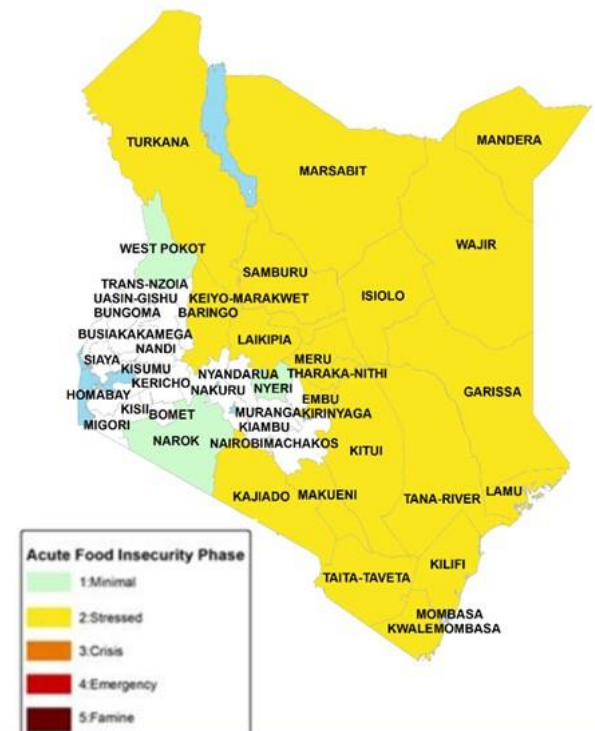 MANDERA
TURKANA
MARSABIT
WEST POKOT
WAJIR
SAMBURU
TRANS-NZOIA
UASIN-GISHU KEIYO-MARAKWET
ISIOLO
BUNGOMA BARINGO
BUSIAKAKAMEGA
LAIKIPIA
NANDI
SIAYA
MERU
KISUMU
NYANDARUA THARAKA-NITHI
KERICHO
NAKURU NYERI
GARISSA
HOMABAY
EMBU
KISII
BOMET
MURANGAKIRINYAGA
MIGORI
KIAMBU
NAROK
NAIROBIMACHAKOS
KITUI
KAJIADO
MAKUENI
TANA-RIVER
LAMU
KILIFI
TAITA-TAVETA
MOMBASA
KWALEMOMBASA
Acute Food Insecurity Phase
1:Minimal
2:Stressed
3:Crisis
4:Emergency
5:Famine